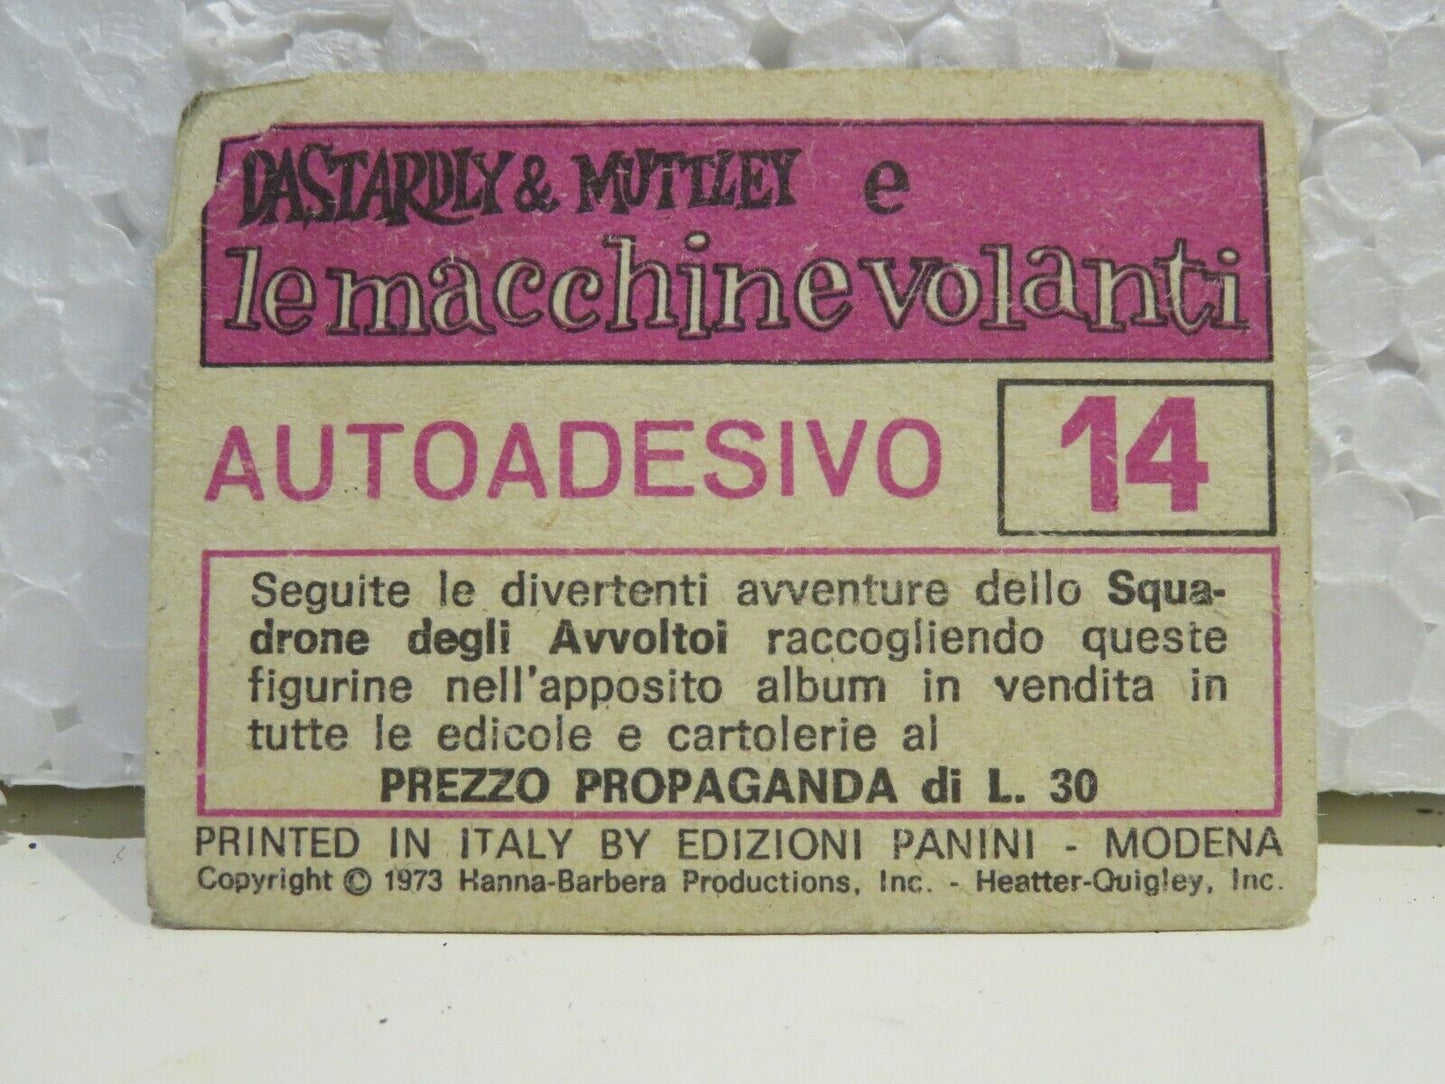 DASTARDLY & MUTTLEY e
le macchine volanti
AUTOADESIVO 14
Seguite le divertenti avventure dello Squa-
drone degli Avvoltoi raccogliendo queste
figurine nell'apposito album in vendita in
tutte le edicole e cartolerie al
PREZZO PROPAGANDA di L. 30
PRINTED IN ITALY BY EDIZIONI PANINI - MODENA
Copyright © 1973 Hanna-Barbera Productions, Inc. - Heatter-Quigley, Inc.